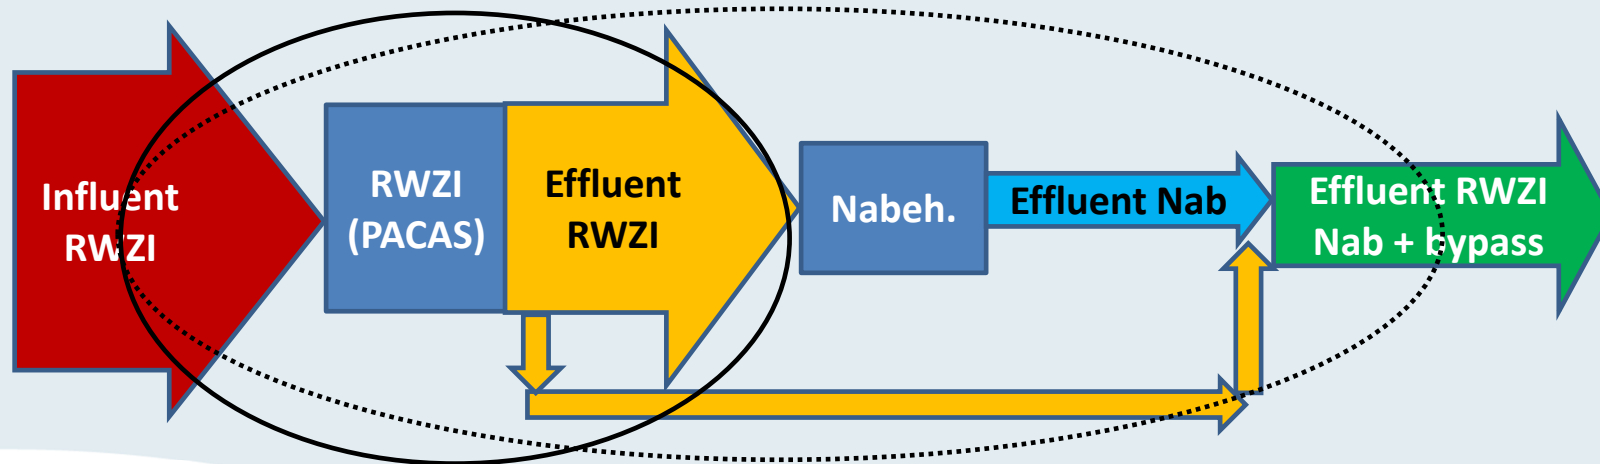 Influent
RWZI
RWZI
(PACAS)
Effluent
RWZI
Nabeh.
Effluent Nab
Effluent RWZI
Nab + bypass